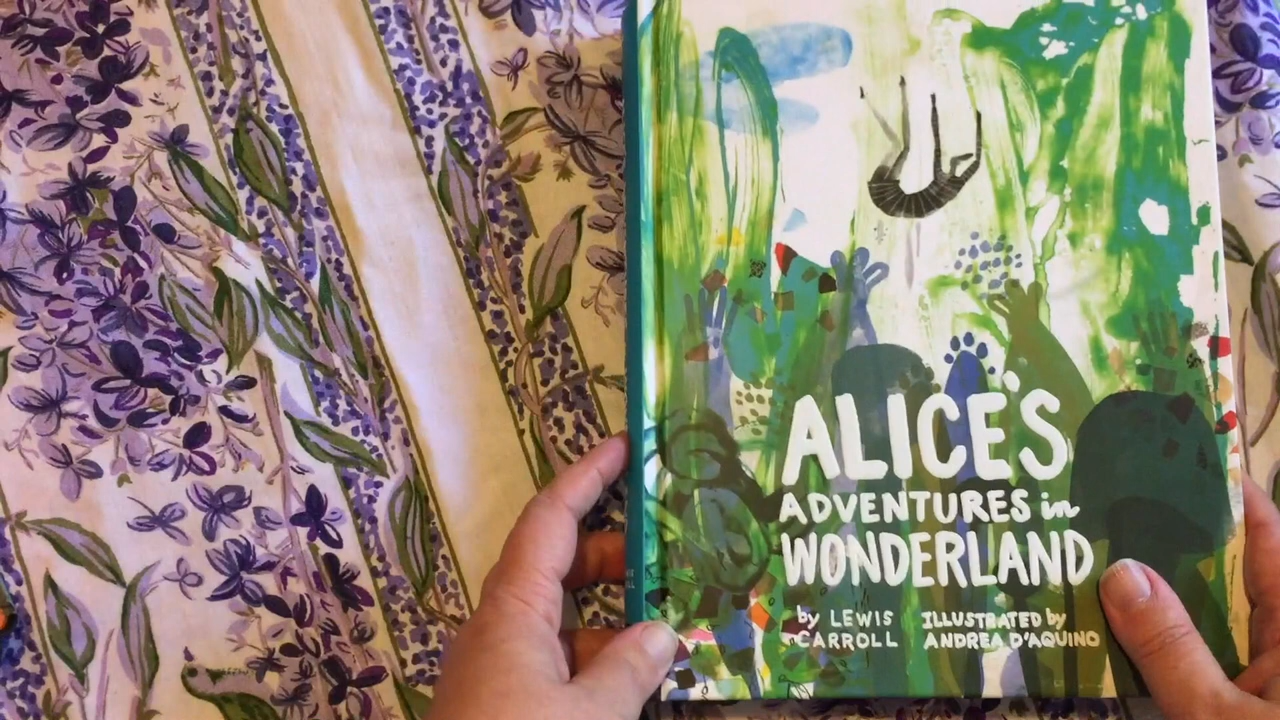 ALICE'S
ADVENTURES in
WONDERLAND
by LEWIS
CARROLL
ILLUSTRATED by
ANDREA D'AQUINO